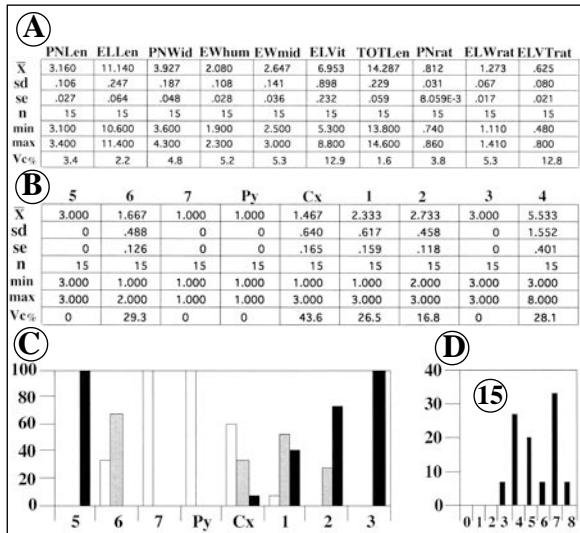 A
PNLen ELLen PNWid EWhum EWmid ELVit TOTLen PNrat ELWrat ELVTrat
X̅ 3.160 11.140 3.927 2.080 2.647 6.953 14.287 .812 1.273 .625
sd .106 .247 .187 .108 .141 .898 .229 .031 .067 .080
se .027 .064 .048 .028 .036 .232 .059 8.059E-3 .017 .021
n 15 15 15 15 15 15 15 15 15 15
min 3.100 10.600 3.600 1.900 2.500 5.300 13.800 .740 1.110 .480
max 3.400 11.400 4.300 2.300 3.000 8.800 14.600 .860 1.410 .800
Vc% 3.4 2.2 4.8 5.2 5.3 12.9 1.6 3.8 5.3 12.8
B
5 6 7 Py Cx 1 2 3 4
X̅ 3.000 1.667 1.000 1.000 1.467 2.333 2.733 3.000 5.533
sd 0 .488 0 0 .640 .617 .458 0 1.552
se 0 .126 0 0 .165 .159 .118 0 .401
n 15 15 15 15 15 15 15 15 15
min 3.000 1.000 1.000 1.000 1.000 1.000 2.000 3.000 3.000
max 3.000 2.000 1.000 1.000 3.000 3.000 3.000 3.000 8.000
Vc% 0 29.3 0 0 43.6 26.5 16.8 0 28.1
C
100
80
60
40
20
0
5 6 7 Py Cx 1 2 3
D
15
40
30
20
10
0
0 1 2 3 4 5 6 7 8